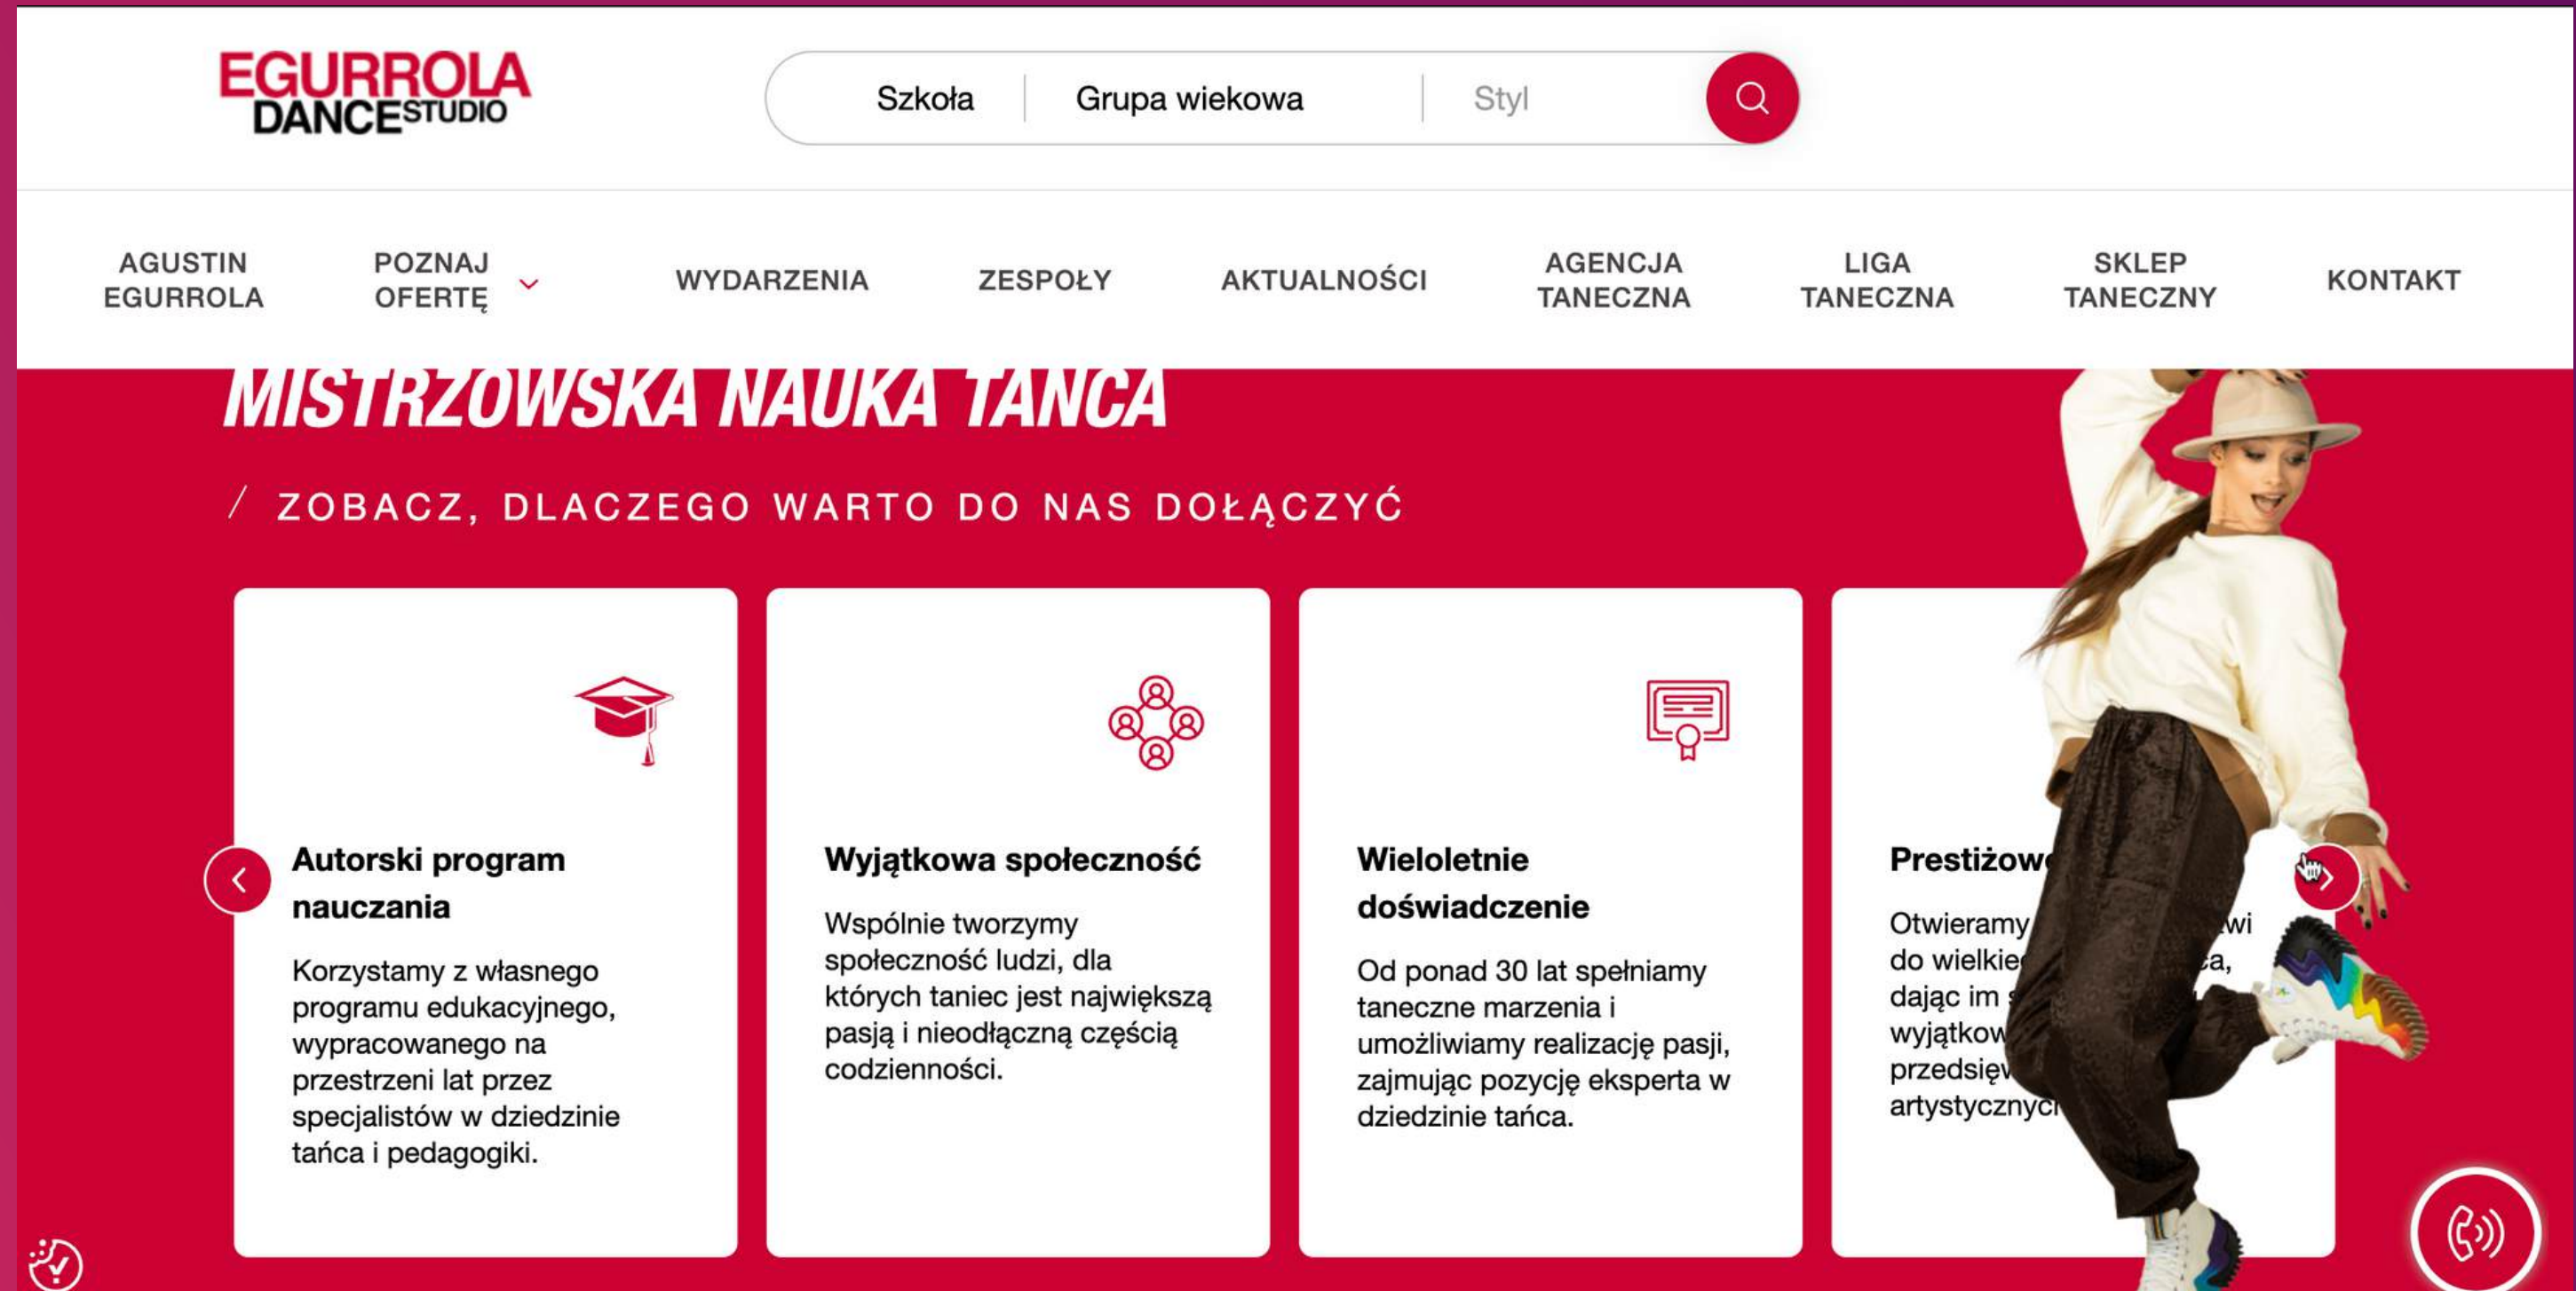 EGURROLA
DANCESTUDIO
Szkoła
Grupa wiekowa
Styl
AGUSTIN
EGURROLA
POZNAJ
OFERTĘ
WYDARZENIA
ZESPOŁY
AKTUALNOŚCI
AGENCJA
TANECZNA
LIGA
TANECZNA
SKLEP
TANECZNY
KONTAKT
MISTRZOWSKA NAUKA TAŃCA
/ ZOBACZ, DLACZEGO WARTO DO NAS DOŁĄCZYĆ
Autorski program
nauczania
Korzystamy z własnego
programu edukacyjnego,
wypracowanego na
przestrzeni lat przez
specjalistów w dziedzinie
tańca i pedagogiki.
Wyjątkowa społeczność
Wspólnie tworzymy
społeczność ludzi, dla
których taniec jest największą
pasją i nieodłączną częścią
codzienności.
Wieloletnie
doświadczenie
Od ponad 30 lat spełniamy
taneczne marzenia i
umożliwiamy realizację pasji,
zajmując pozycję eksperta w
dziedzinie tańca.
Otwieramy
do
dając im